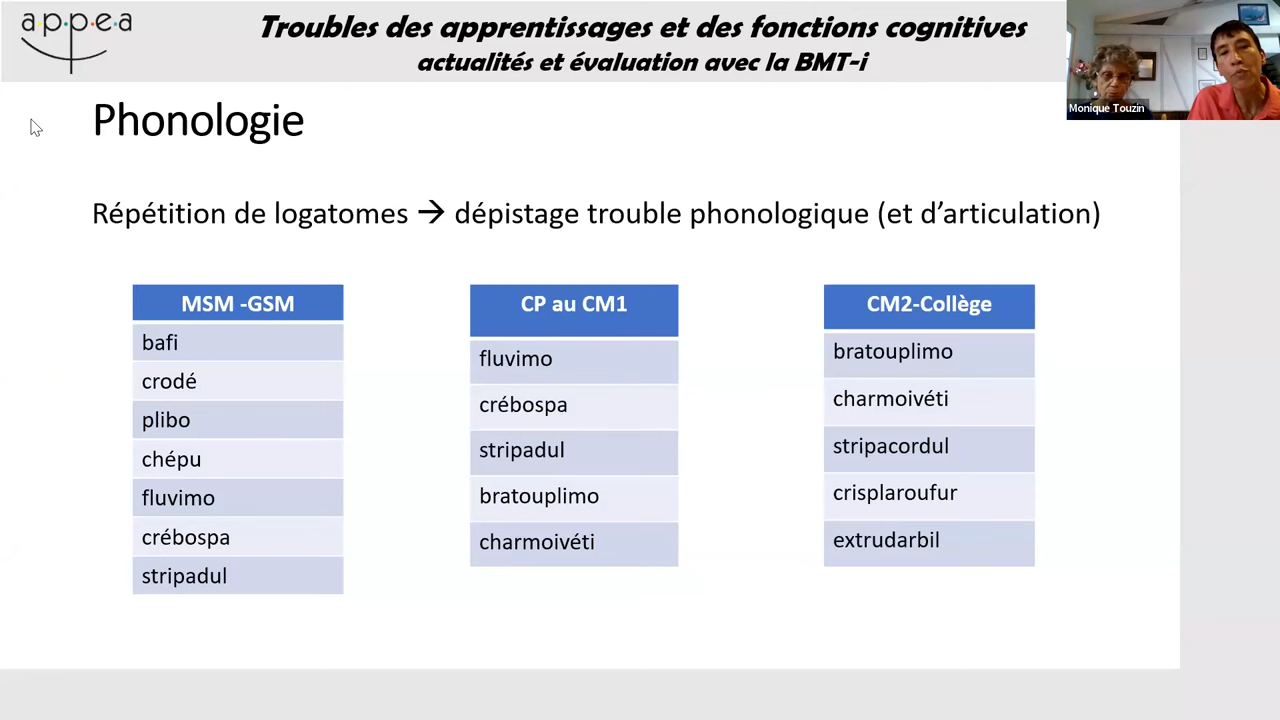 a·p·p·e·a
Troubles des apprentissages et des fonctions cognitives
actualités et évaluation avec la BMT-i
Monique Touzin
Phonologie
Répétition de logatomes → dépistage trouble phonologique (et d’articulation)
MSM -GSM
bafi
crodé
plibo
chépu
fluvimo
crébospa
stripadul
CP au CM1
fluvimo
crébospa
stripadul
bratouplimo
charmoivéti
CM2-Collège
bratouplimo
charmoivéti
stripacordul
crisplaroufur
extrudarbil